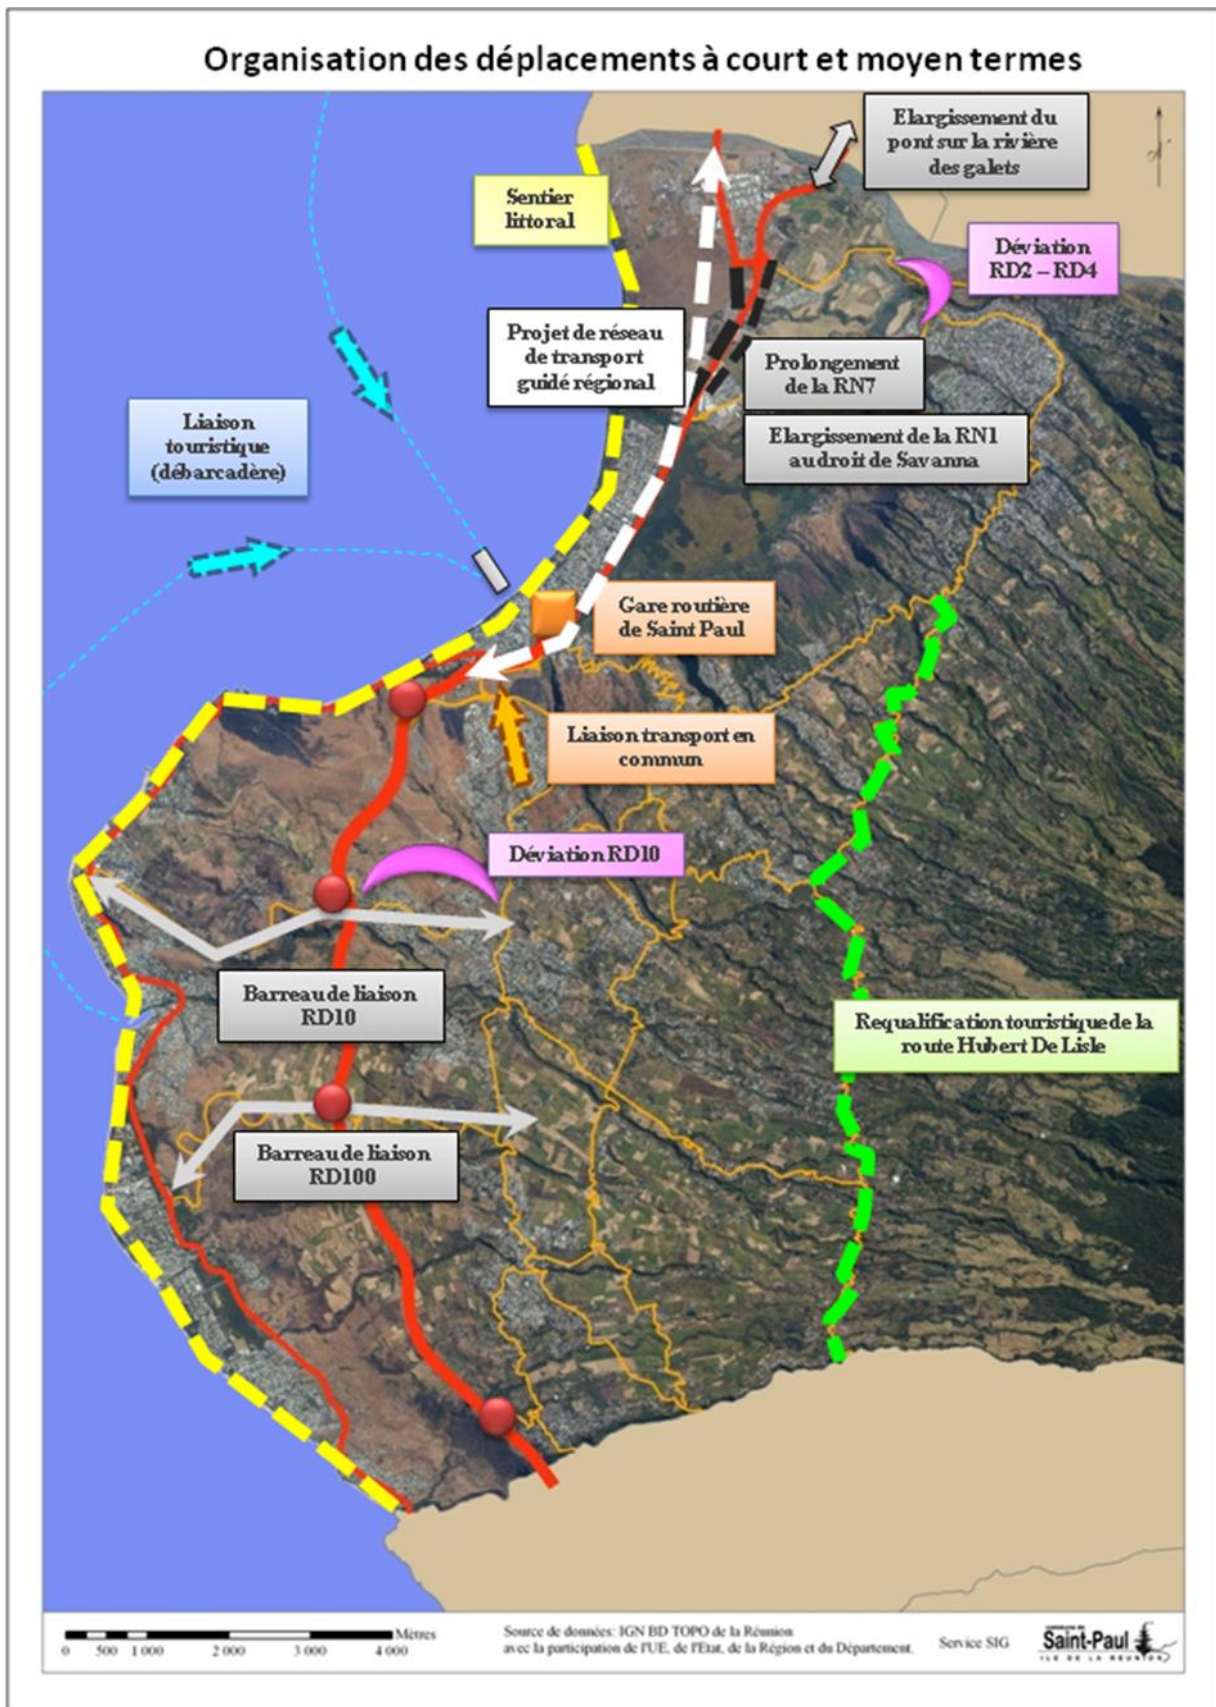 Organisation des déplacements à court et moyen termes
Elargissement du
pont sur la rivière
des galets
Sentier
littoral
Déviation
RD2 – RD4
Projet de réseau
de transport
guidé régional
Prolongement
de la RN7
Liaison
touristique
(débarcadère)
Elargissement de la RN1
au droit de Savanna
Gare routière
de Saint Paul
Liaison transport en
commun
Déviation RD10
Barreau de liaison
RD10
Requalification touristique de la
route Hubert De Lisle
Barreau de liaison
RD100
Mètres
0 500 1 000 2 000 3 000 4 000
Source de données: IGN BD TOPO de la Réunion
avec la participation de l'UE, de l'Etat, de la Région et du Département.
Service SIG
Saint-Paul
ILE DE LA REUNION